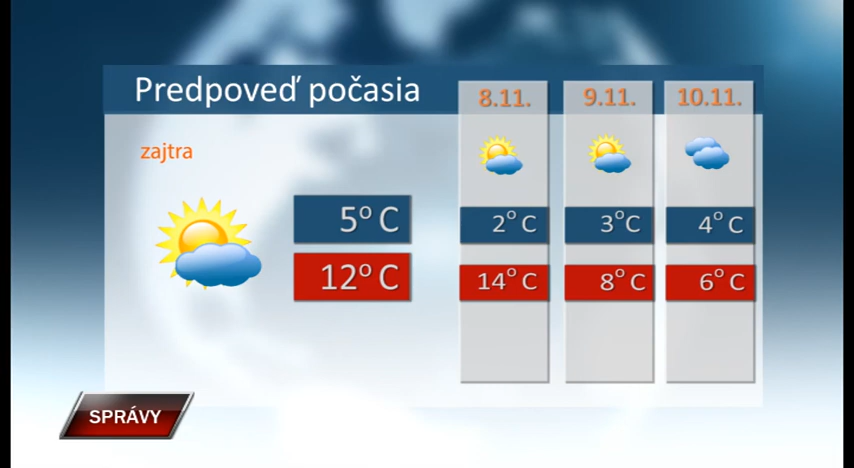 Predpoveď počasia
zajtra
5° C
12° C
8.11. 9.11. 10.11.
2° C 3°C 4° C
14° C 8° C 6° C
SPRÁVY